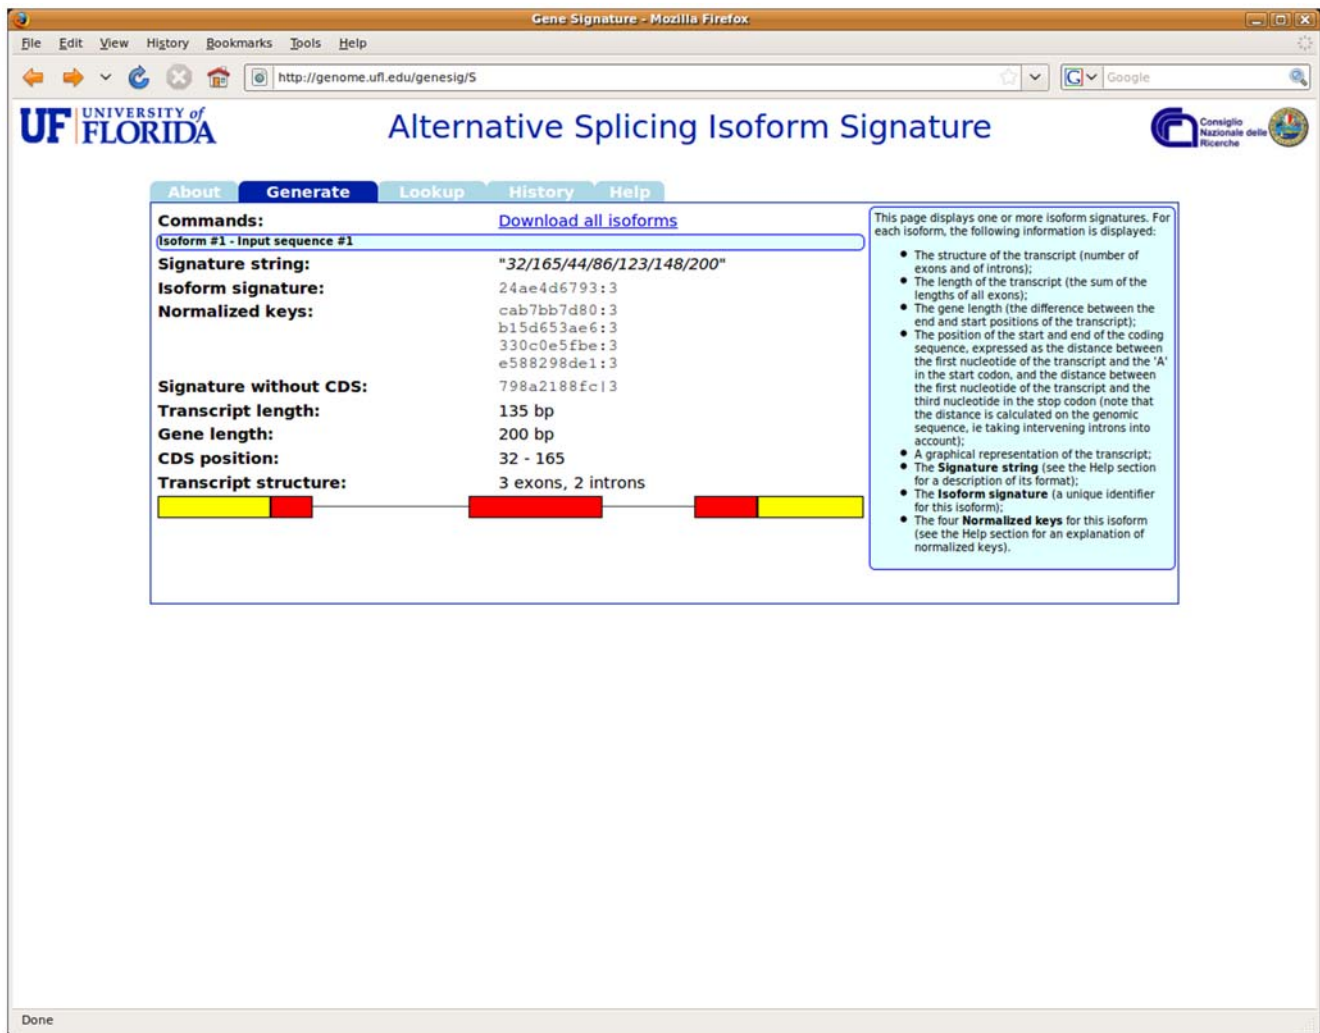 Gene Signature - Mozilla Firefox
File Edit View History Bookmarks Tools Help
http://genome.ufl.edu/genesig/S
Google
UF UNIVERSITY of FLORIDA
Alternative Splicing Isoform Signature
Consiglio
Nazionale delle
Ricerche
About Generate Lookup History Help
Commands: Download all isoforms
Isoform #1 - Input sequence #1
Signature string: "32/165/44/86/123/148/200"
Isoform signature: 24ae4d6793:3
Normalized keys: cab7bb7d80:3
b15d653ae6:3
330c0e5fbe:3
e588298de1:3
Signature without CDS: 798a2188fc|3
Transcript length: 135 bp
Gene length: 200 bp
CDS position: 32 - 165
Transcript structure: 3 exons, 2 introns
This page displays one or more isoform signatures. For
each isoform, the following information is displayed:
• The structure of the transcript (number of
exons and of introns);
• The length of the transcript (the sum of the
lengths of all exons);
• The gene length (the difference between the
end and start positions of the transcript);
• The position of the start and end of the coding
sequence, expressed as the distance between
the first nucleotide of the transcript and the 'A'
in the start codon, and the distance between
the first nucleotide of the transcript and the
third nucleotide in the stop codon (note that
the distance is calculated on the genomic
sequence, ie taking intervening introns into
account);
• A graphical representation of the transcript;
• The Signature string (see the Help section
for a description of its format);
• The Isoform signature (a unique identifier
for this isoform);
• The four Normalized keys for this isoform
(see the Help section for an explanation of
normalized keys).
Done